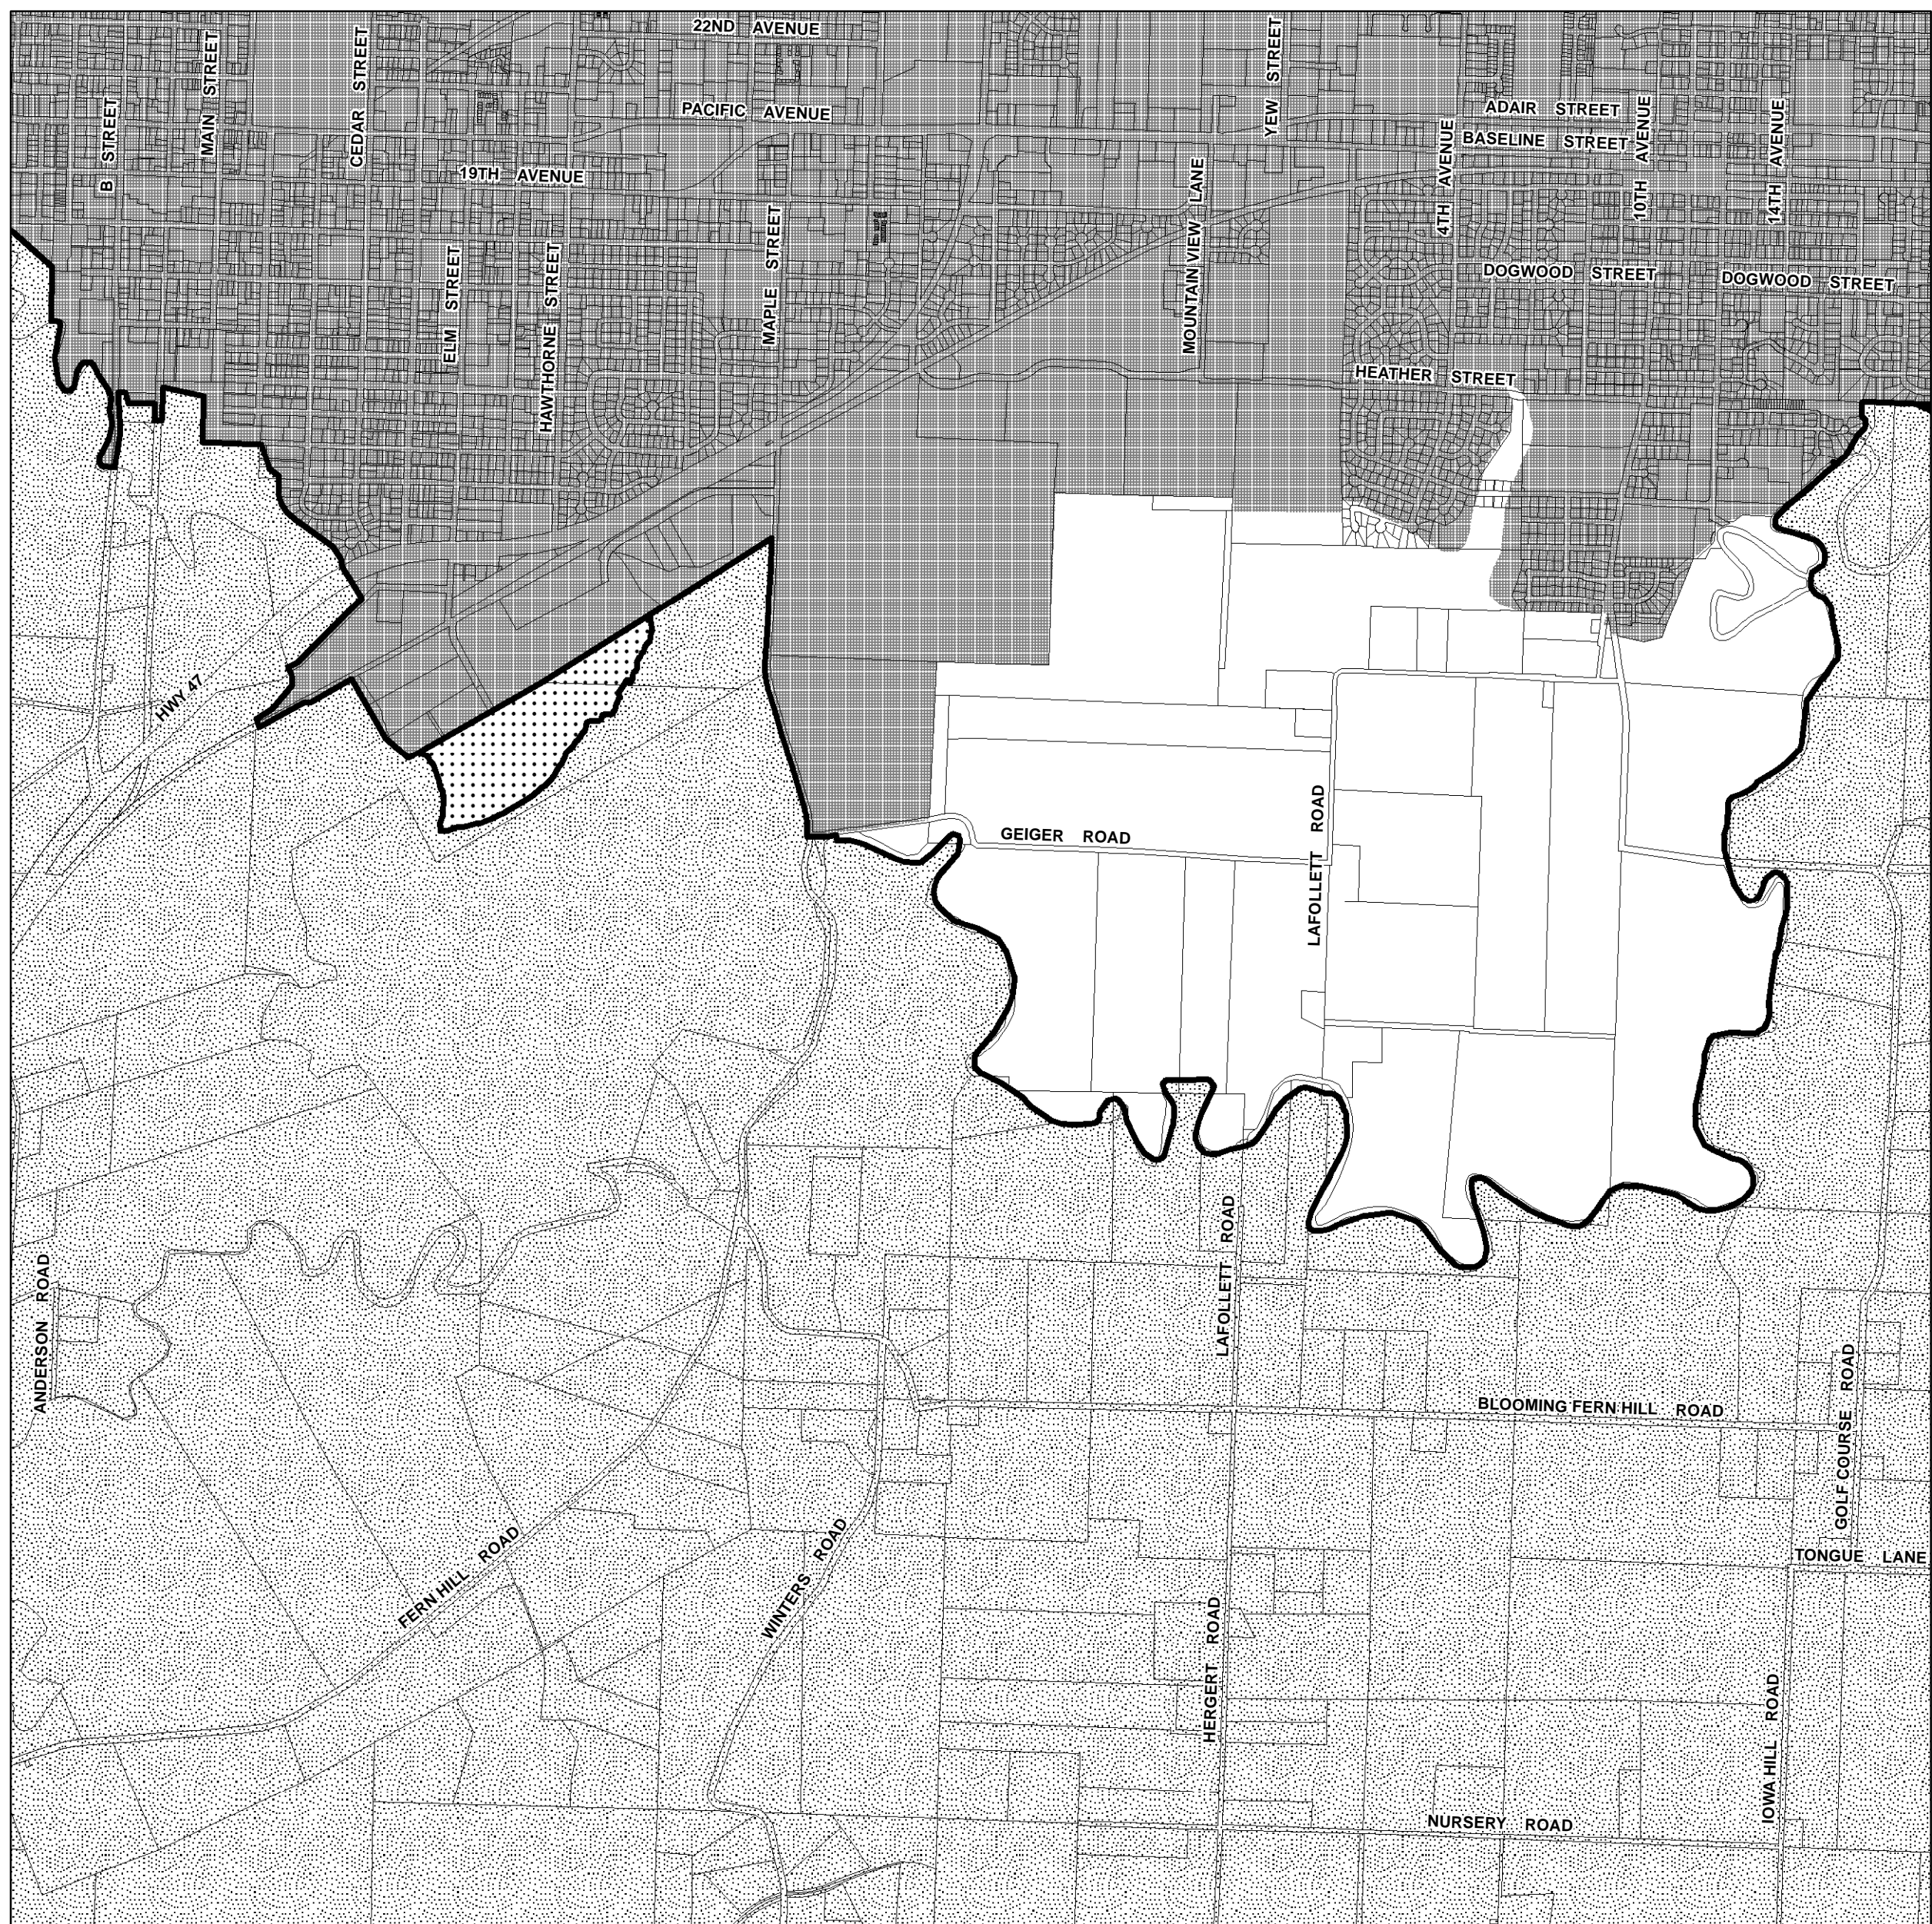 22ND AVENUE
B STREET
MAIN STREET
CEDAR STREET
PACIFIC AVENUE
YEW STREET
ADAIR STREET
BASELINE STREET
4TH AVENUE
10TH AVENUE
14TH AVENUE
19TH AVENUE
ELM STREET
HAWTHORNE STREET
MAPLE STREET
MOUNTAIN VIEW LANE
DOGWOOD STREET
DOGWOOD STREET
HEATHER STREET
HWY 47
GEIGER ROAD
LAFOLLETT ROAD
LAFOLLETT ROAD
ANDERSON ROAD
BLOOMING FERN HILL ROAD
GOLF COURSE ROAD
FERN HILL ROAD
WINTERS ROAD
TONGUE LANE
HERGERT ROAD
IOWA HILL ROAD
NURSERY ROAD